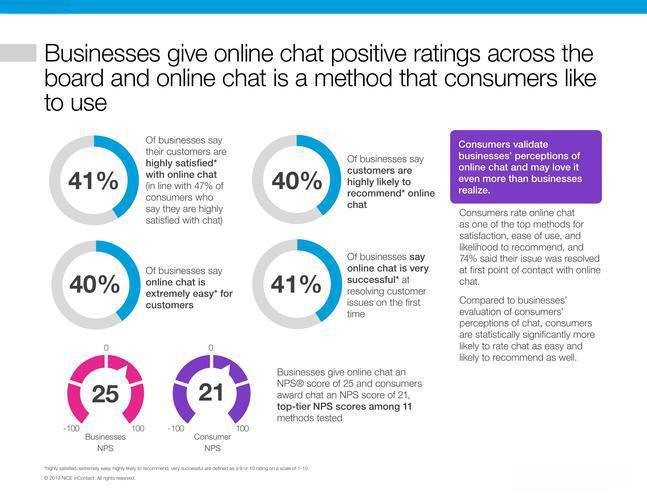 Businesses give online chat positive ratings across the
board and online chat is a method that consumers like
to use
41%
Of businesses say
their customers are
highly satisfied*
with online chat
(in line with 47% of
consumers who
say they are highly
satisfied with chat)
40%
Of businesses say
customers are
highly likely to
recommend* online
chat
40%
Of businesses say
online chat is
extremely easy* for
customers
41%
Of businesses say
online chat is very
successful* at
resolving customer
issues on the first
time
Consumers validate
businesses' perceptions of
online chat and may love it
even more than businesses
realize.
Consumers rate online chat
as one of the top methods for
satisfaction, ease of use, and
likelihood to recommend, and
74% said their issue was resolved
at first point of contact with online
chat.
Compared to businesses'
evaluation of consumers'
perceptions of chat, consumers
are statistically significantly more
likely to rate chat as easy and
likely to recommend as well.
0
25
-100
100
Businesses
NPS
0
21
-100
100
Consumer
NPS
Businesses give online chat an
NPS® score of 25 and consumers
award chat an NPS score of 21,
top-tier NPS scores among 11
methods tested
*highly satisfied, extremely easy, highly likely to recommend, very successful are defined as a 9 or 10 rating on a scale of 1-10.
© 2019 NICE inContact. All rights reserved.